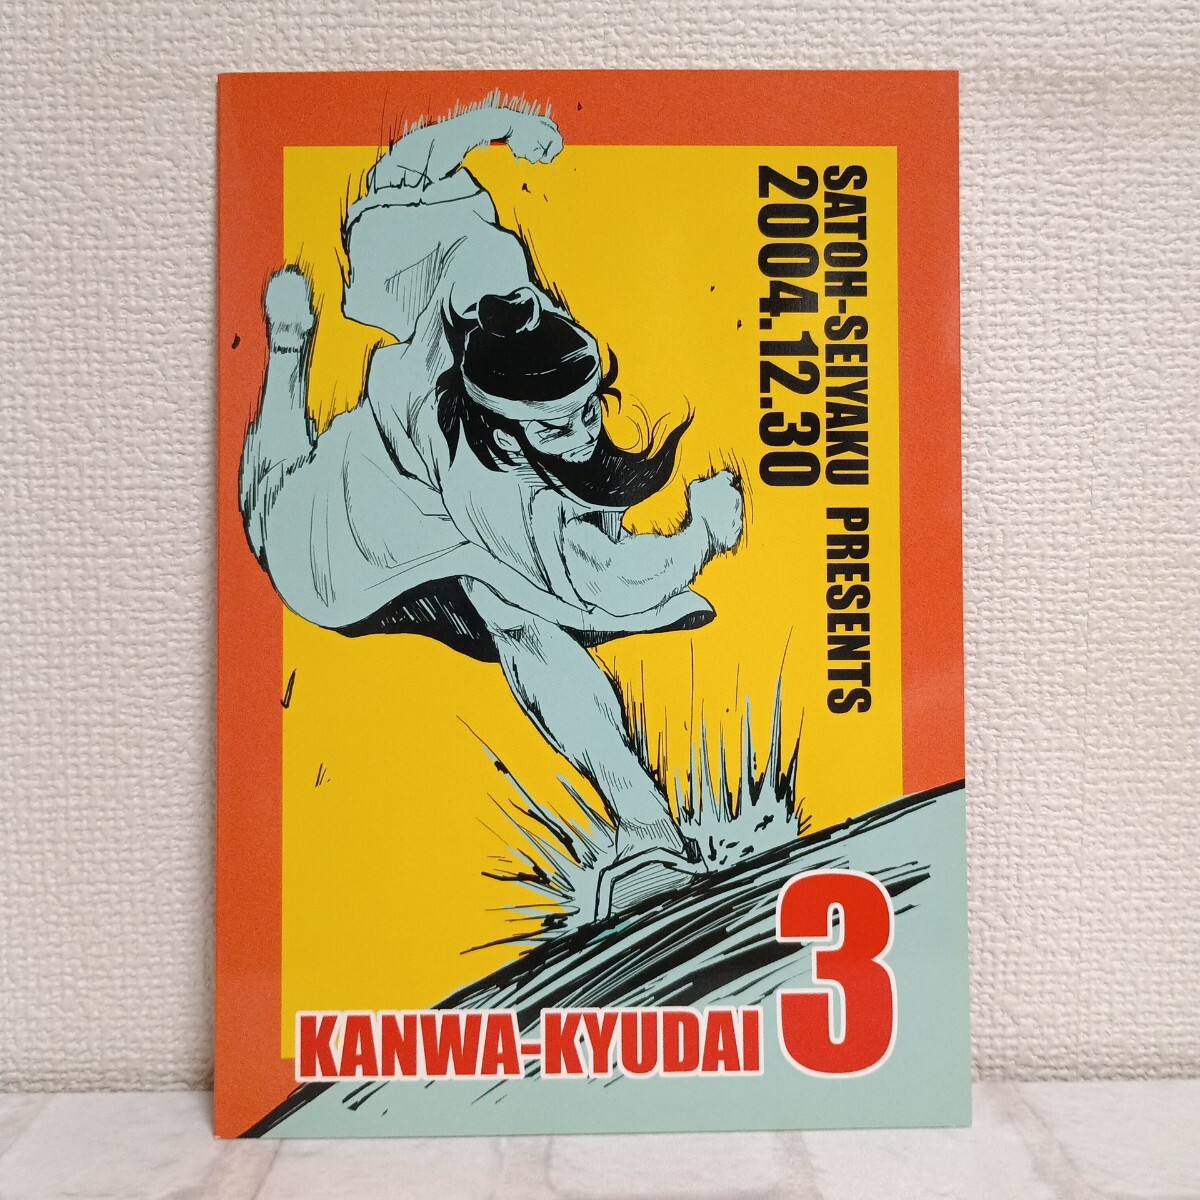 SATOH-SEIYAKU PRESENTS
2004.12.30
KANWA-KYUDAI 3